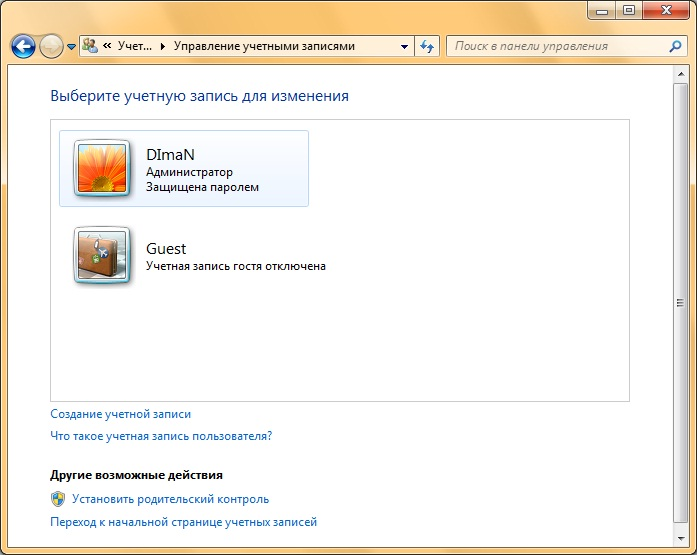 « Учет... ▸ Управление учетными записями
Поиск в панели управления
Выберите учетную запись для изменения
DImaN
Администратор
Защищена паролем
Guest
Учетная запись гостя отключена
Создание учетной записи
Что такое учетная запись пользователя?
Другие возможные действия
Установить родительский контроль
Переход к начальной странице учетных записей